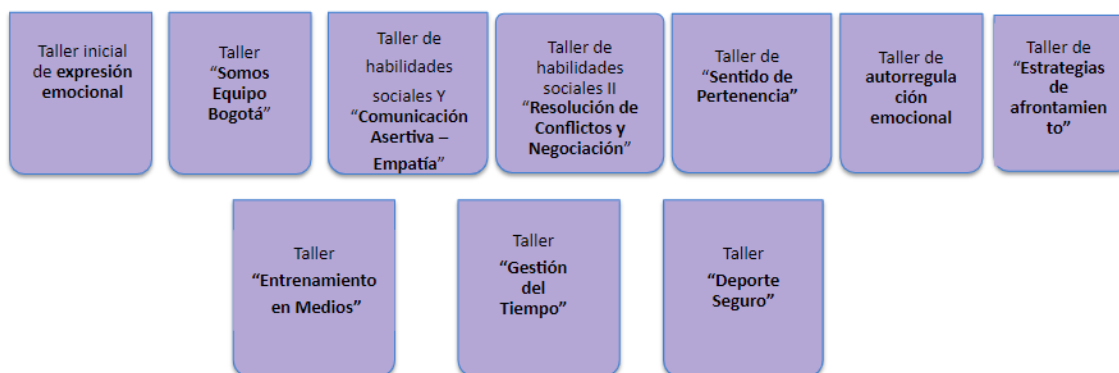 Taller inicial
de expresión
emocional
Taller
“Somos
Equipo
Bogotá”
Taller de
habilidades
sociales Y
“Comunicación
Asertiva –
Empatía”
Taller de
habilidades
sociales II
“Resolución de
Conflictos y
Negociación”
Taller de
“Sentido de
Pertenencia”
Taller de
autorregula
ción
emocional
Taller de
“Estrategias
de
afrontamien
to”
Taller
“Entrenamiento
en Medios”
Taller
“Gestión
del
Tiempo”
Taller
“Deporte
Seguro”